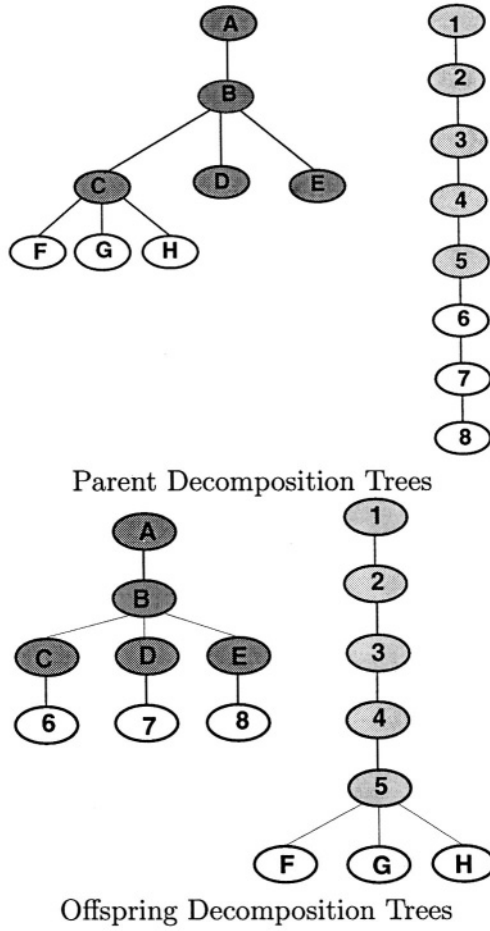 A 1
B 2
3
C D E 4
F G H 5
6
7
8
Parent Decomposition Trees
A 1
B 2
C D E 3
6 7 8 4
5
F G H
Offspring Decomposition Trees